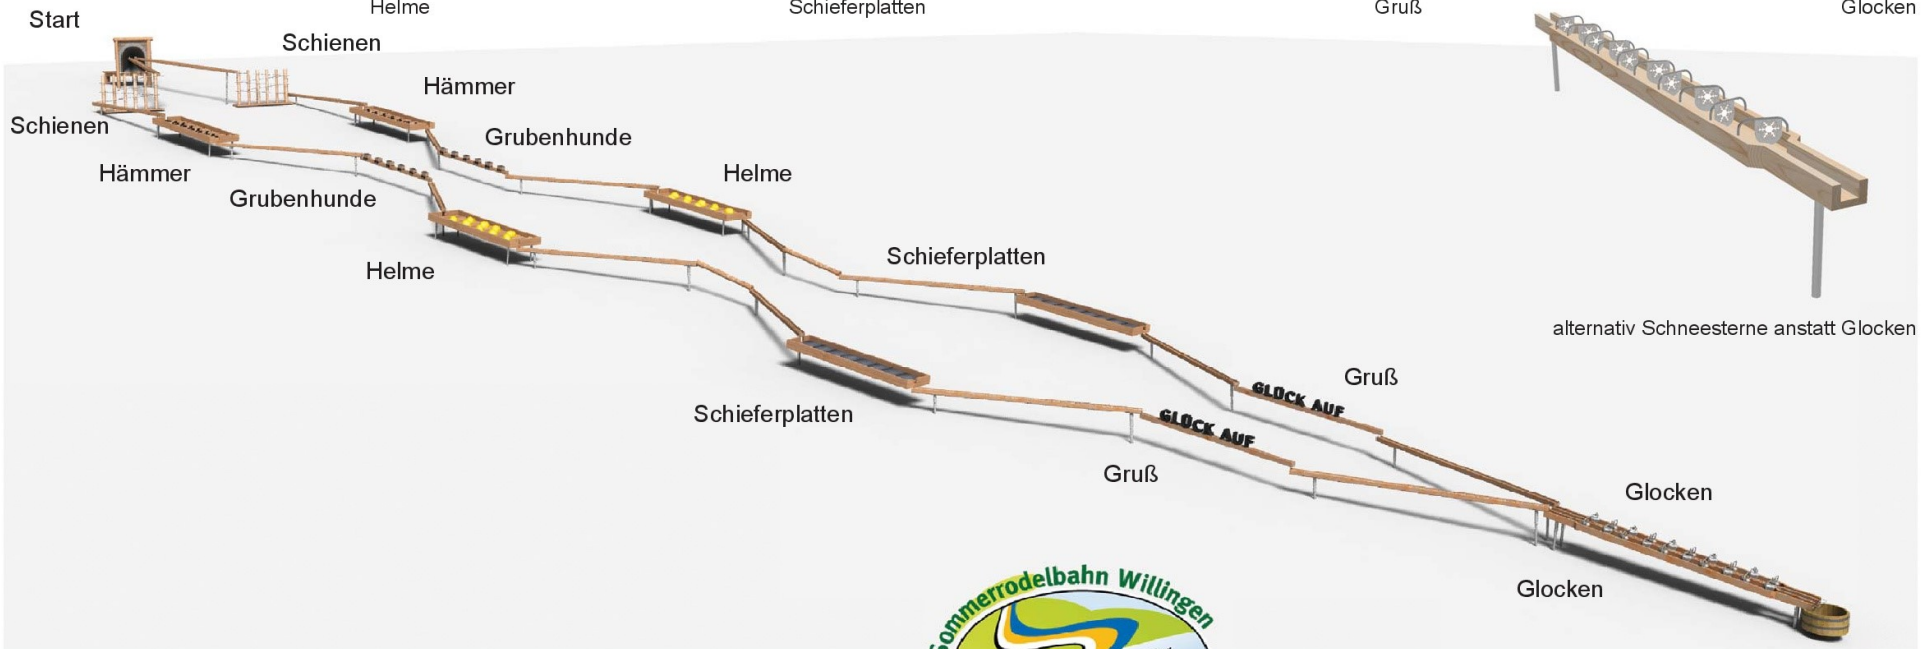 Helme
Schieferplatten
Gruß
Glocken
Start
Schienen
Hämmer
Schienen
Grubenhunde
Hämmer
Helme
Grubenhunde
Helme
Schieferplatten
alternativ Schneesterne anstatt Glocken
Gruß
GLÜCK AUF
Schieferplatten
GLÜCK AUF
Gruß
Glocken
Glocken
Sommerrodelbahn Willingen